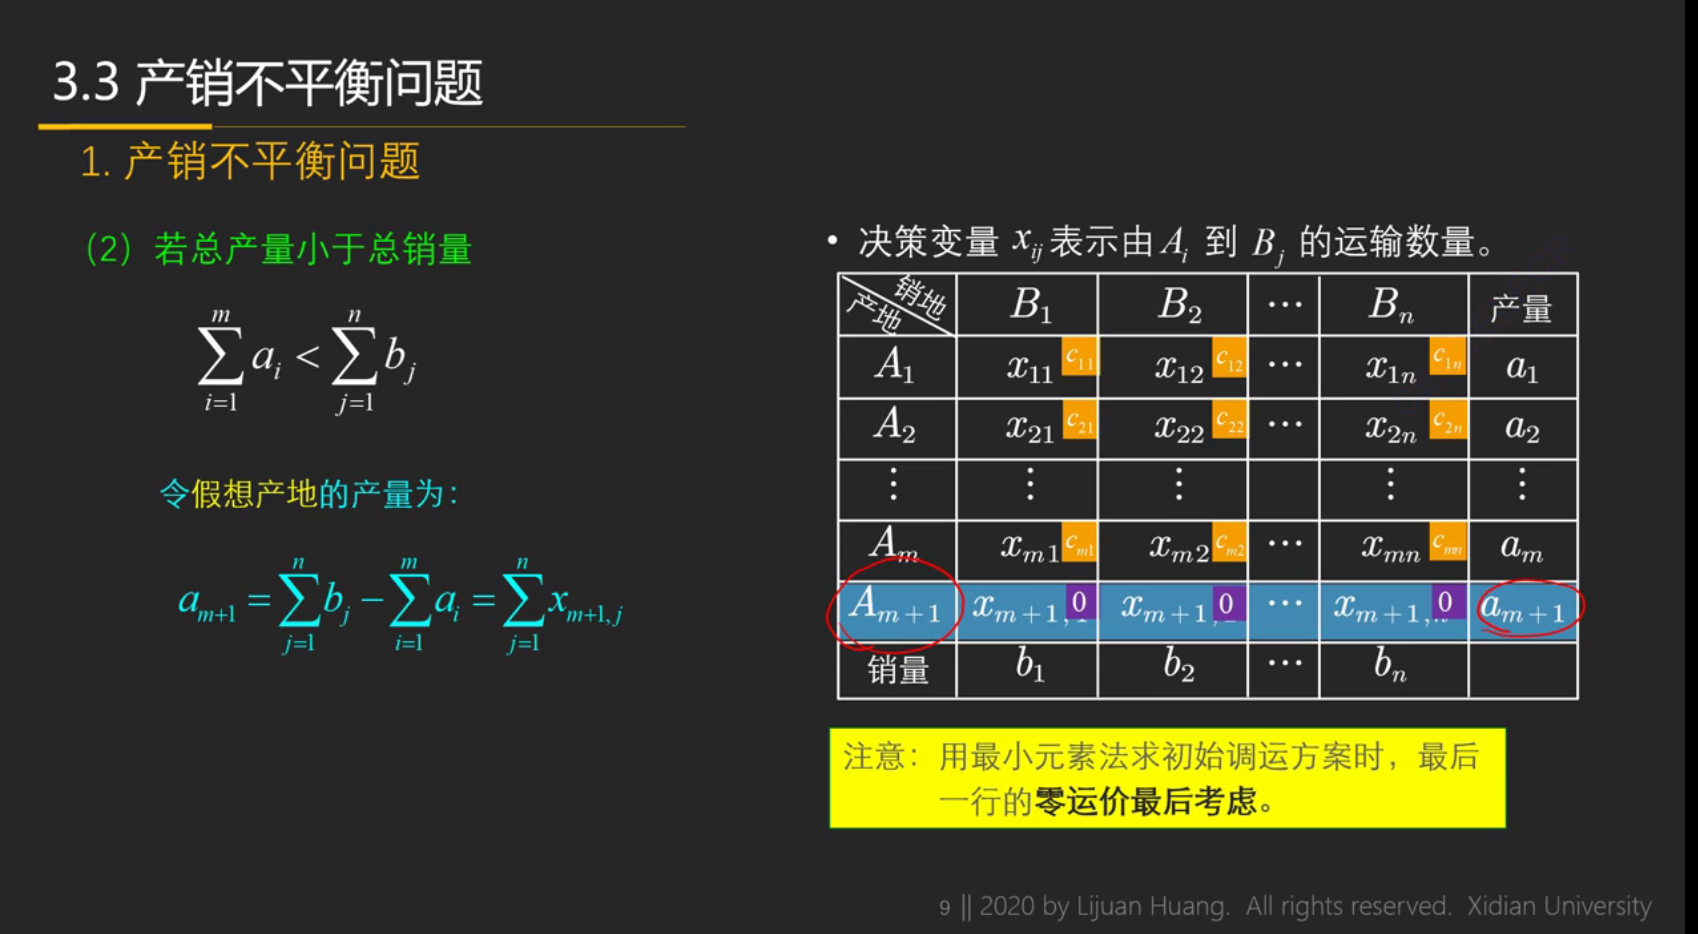 3.3 产销不平衡问题
1. 产销不平衡问题
（2）若总产量小于总销量
\sum_{i=1}^{m} a_i < \sum_{j=1}^{n} b_j
令假想产地的产量为：
a_{m+1} = \sum_{j=1}^{n} b_j - \sum_{i=1}^{m} a_i = \sum_{j=1}^{n} x_{m+1,j}
• 决策变量 x_{ij} 表示由 A_i 到 B_j 的运输数量。
销地 产地 B_1 B_2 ⋯ B_n 产量
A_1 x_{11} c_{11} x_{12} c_{12} ⋯ x_{1n} c_{1n} a_1
A_2 x_{21} c_{21} x_{22} c_{22} ⋯ x_{2n} c_{2n} a_2
⋮ ⋮ ⋮ ⋮ ⋮
A_m x_{m1} c_{m1} x_{m2} c_{m2} ⋯ x_{mn} c_{mn} a_m
A_{m+1} x_{m+1,1} 0 x_{m+1,2} 0 ⋯ x_{m+1,n} 0 a_{m+1}
销量 b_1 b_2 ⋯ b_n
注意：用最小元素法求初始调运方案时，最后
一行的零运价最后考虑。
9 || 2020 by Lijuan Huang. All rights reserved. Xidian University